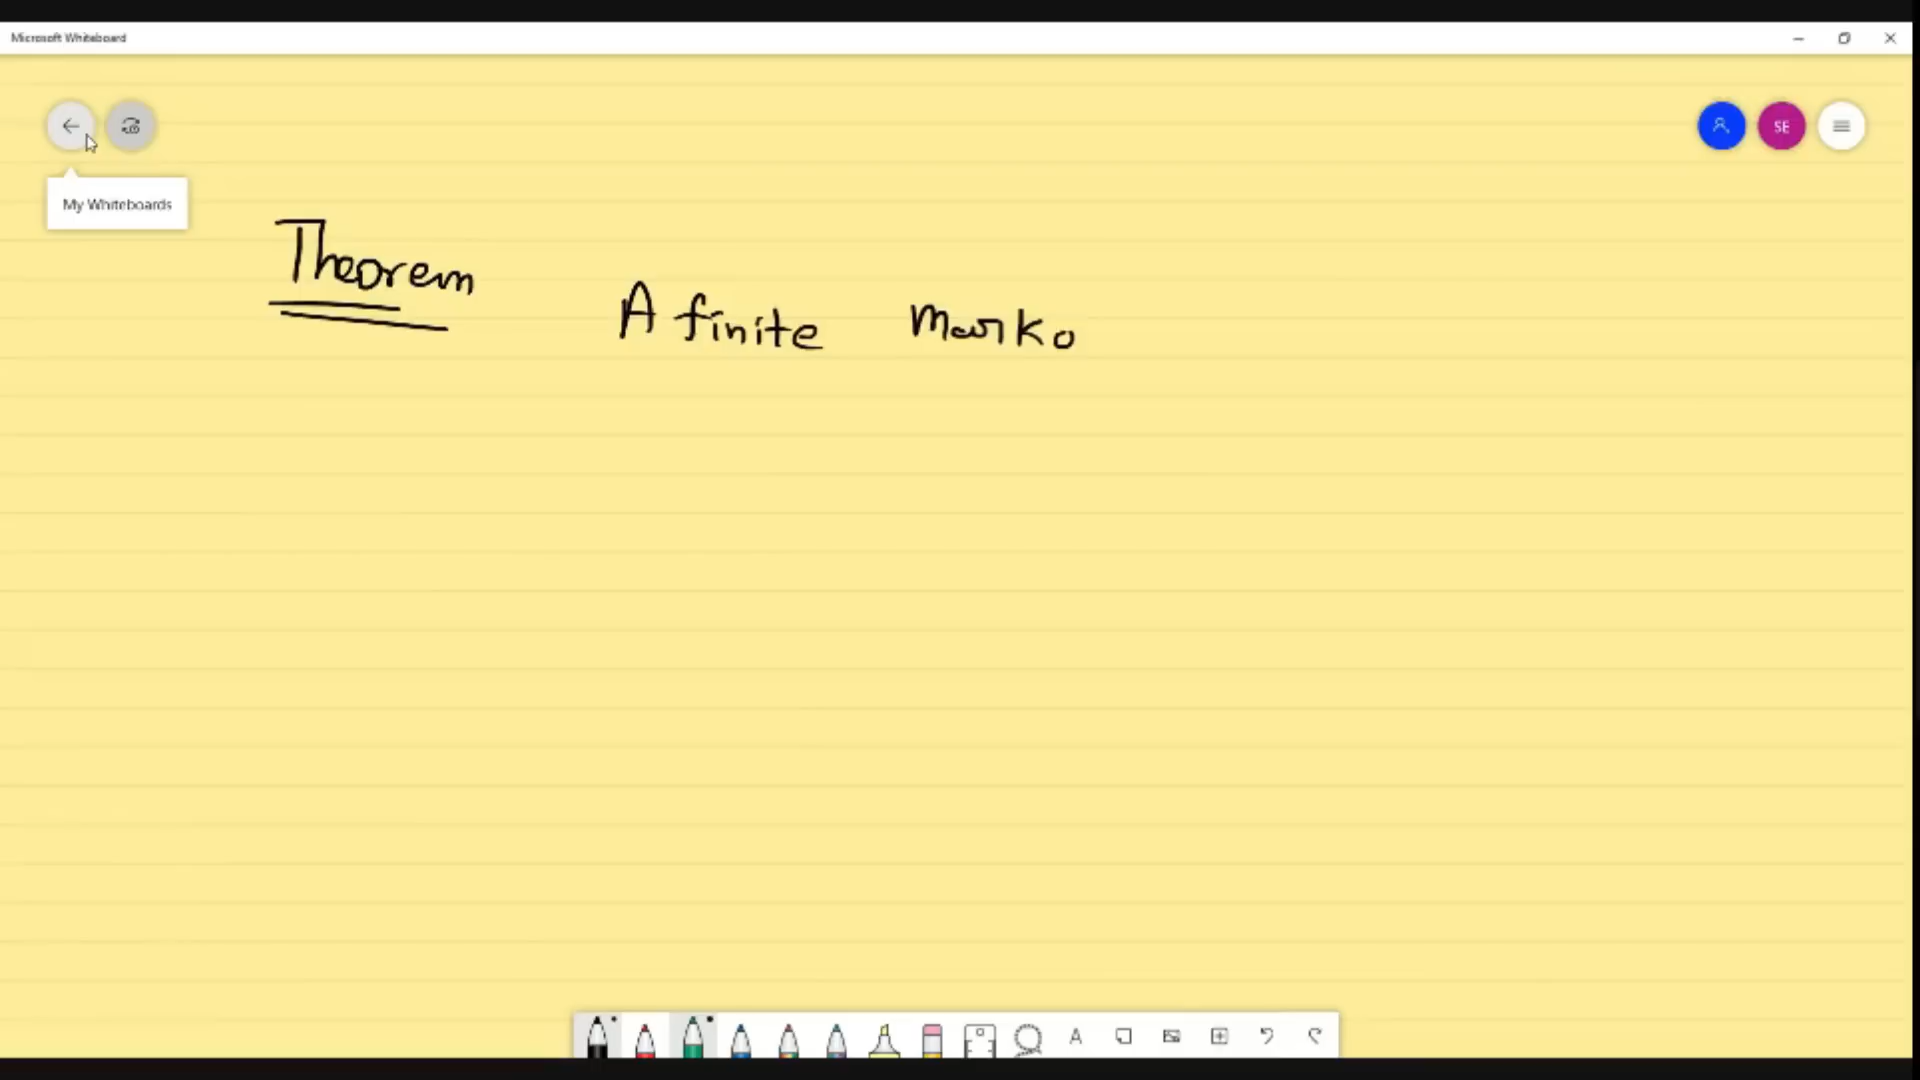 Microsoft Whiteboard
SE
My Whiteboards
Theorem
A finite Marko
A